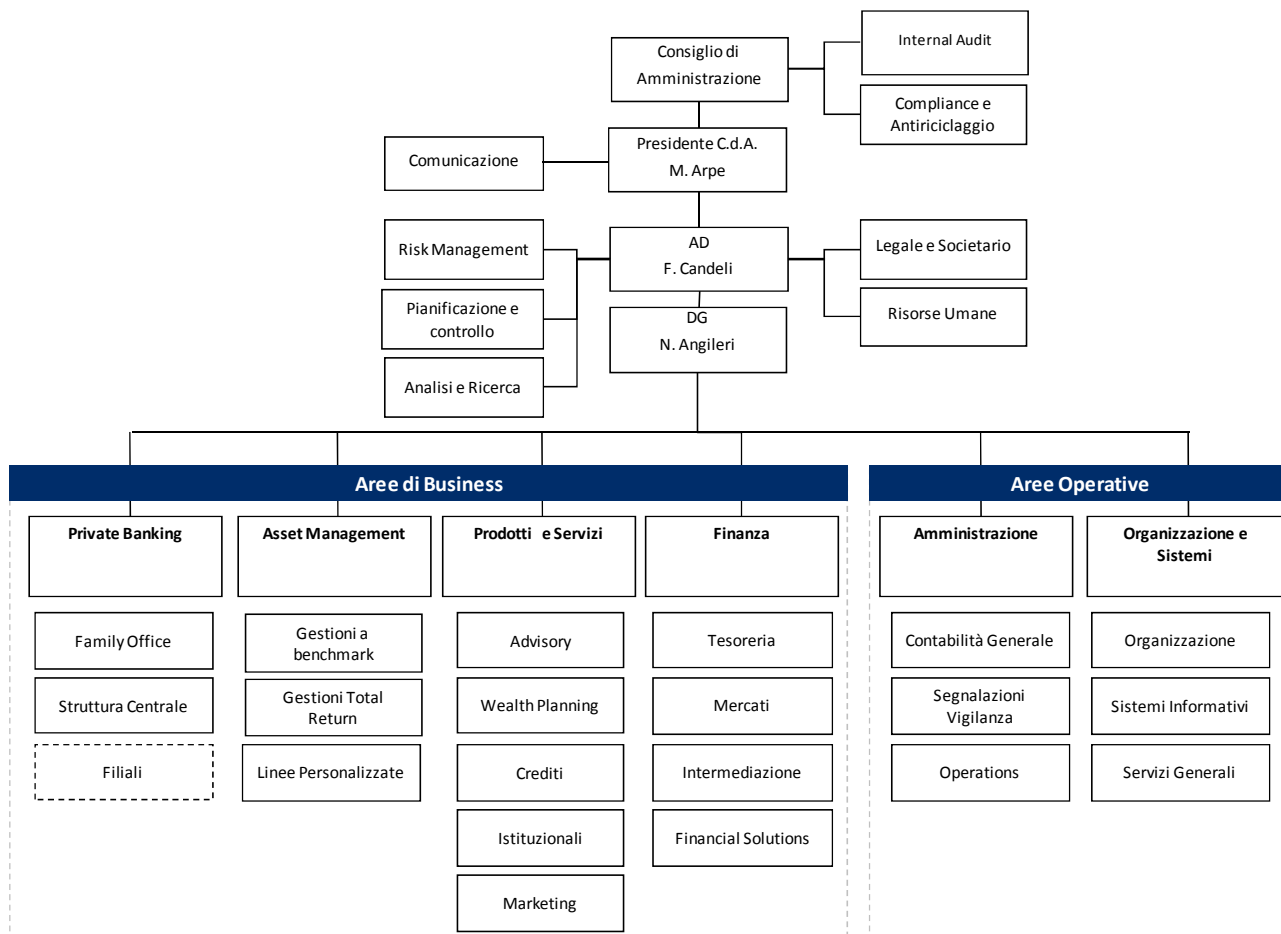 Consiglio di
Amministrazione
Internal Audit
Compliance e
Antiriciclaggio
Presidente C.d.A.
M. Arpe
Comunicazione
AD
F. Candeli
Risk Management
Legale e Societario
Pianificazione e
controllo
Risorse Umane
DG
N. Angileri
Analisi e Ricerca
Aree di Business
Aree Operative
Private Banking
Asset Management
Prodotti e Servizi
Finanza
Amministrazione
Organizzazione e
Sistemi
Family Office
Struttura Centrale
Filiali
Gestioni a
benchmark
Gestioni Total
Return
Linee Personalizzate
Advisory
Wealth Planning
Crediti
Istituzionali
Marketing
Tesoreria
Mercati
Intermediazione
Financial Solutions
Contabilità Generale
Segnalazioni
Vigilanza
Operations
Organizzazione
Sistemi Informativi
Servizi Generali